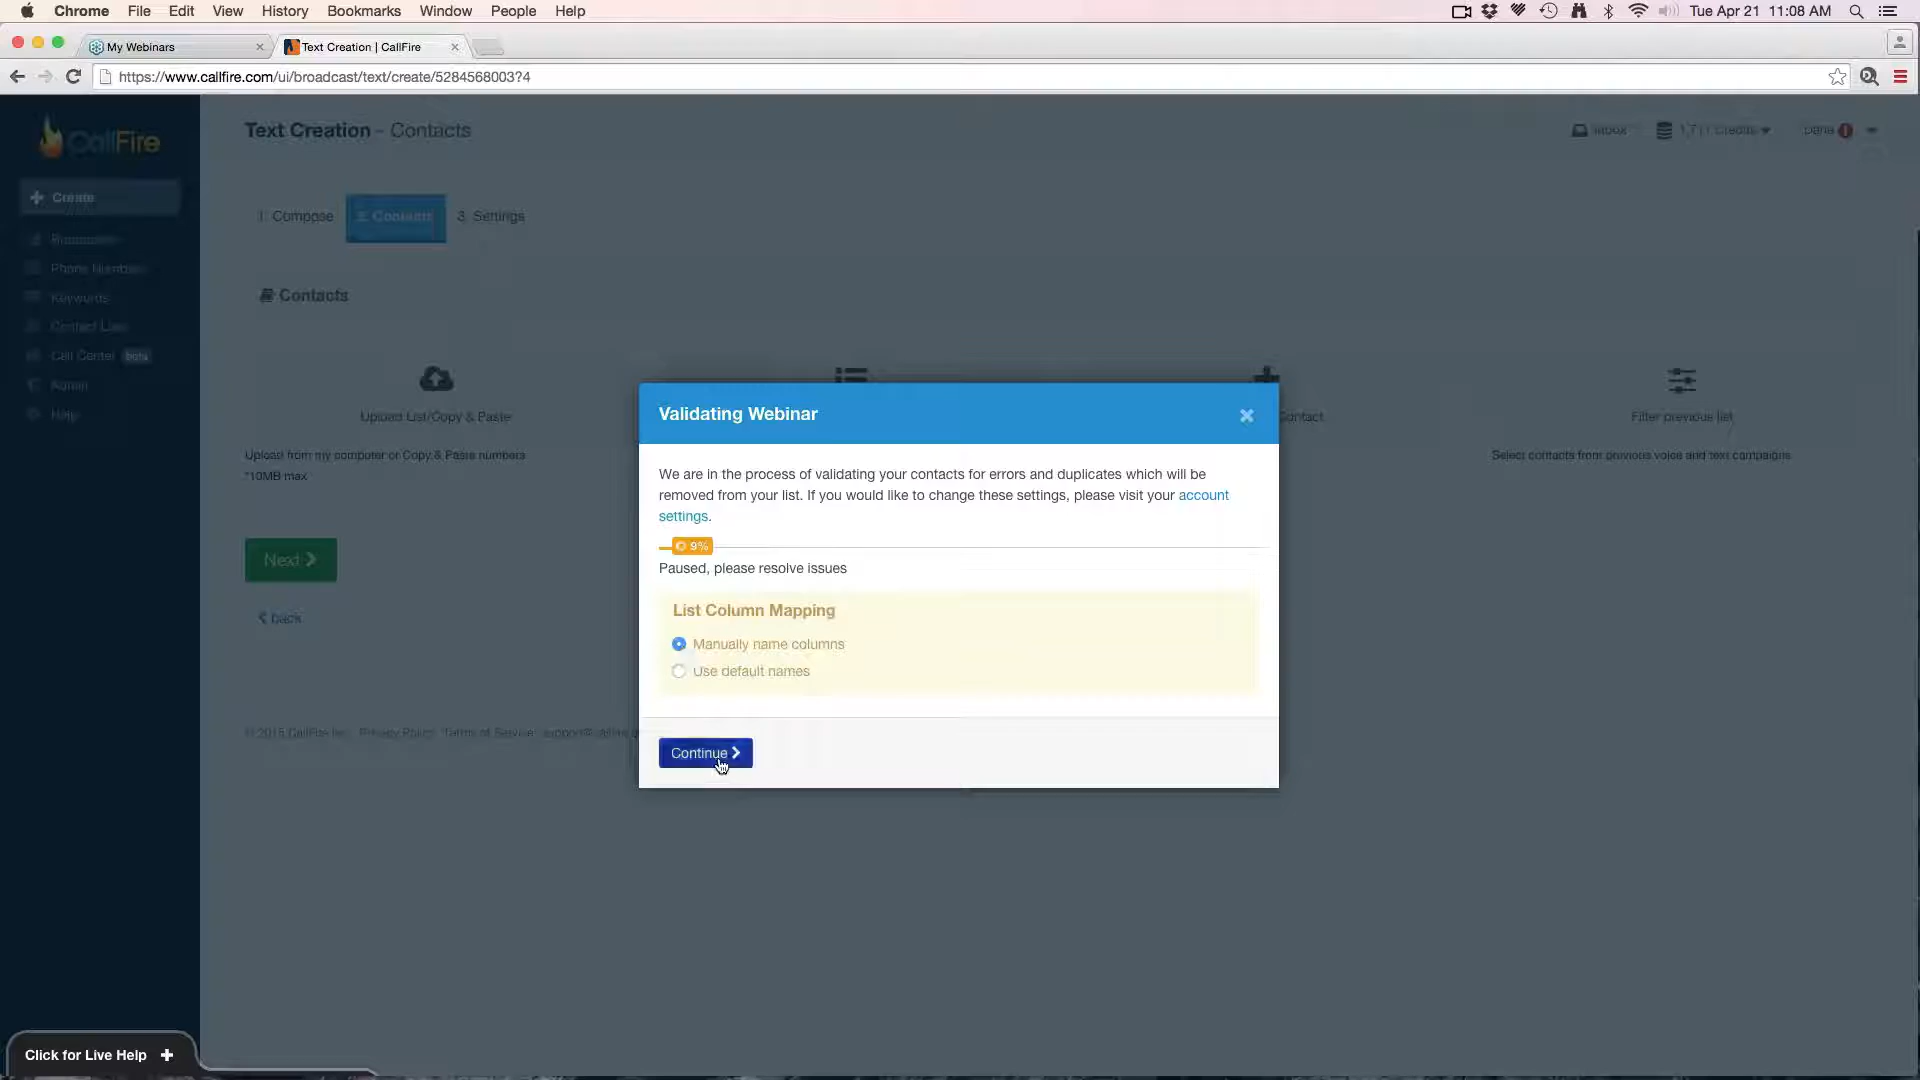 Chrome File Edit View History Bookmarks Window People Help
Tue Apr 21 11:08 AM
My Webinars
Text Creation | CallFire
https://www.callfire.com/ui/broadcast/text/create/5284568003?4
CallFire
Text Creation - Contacts
Inbox
1,711 Credits
Dana
Create
Phone Numbers
Keywords
Contact Lists
Call Center beta
Admin
Help
1. Compose
2. Contacts
3. Settings
Contacts
Upload List/Copy & Paste
Contact
Filter previous list
Upload from my computer or Copy & Paste numbers
*10MB max
Select contacts from previous voice and text campaigns
Next
back
Validating Webinar
We are in the process of validating your contacts for errors and duplicates which will be
removed from your list. If you would like to change these settings, please visit your account
settings.
9%
Paused, please resolve issues
List Column Mapping
Manually name columns
Use default names
Continue
© 2015 CallFire Inc. Privacy Policy Terms of Service
Click for Live Help